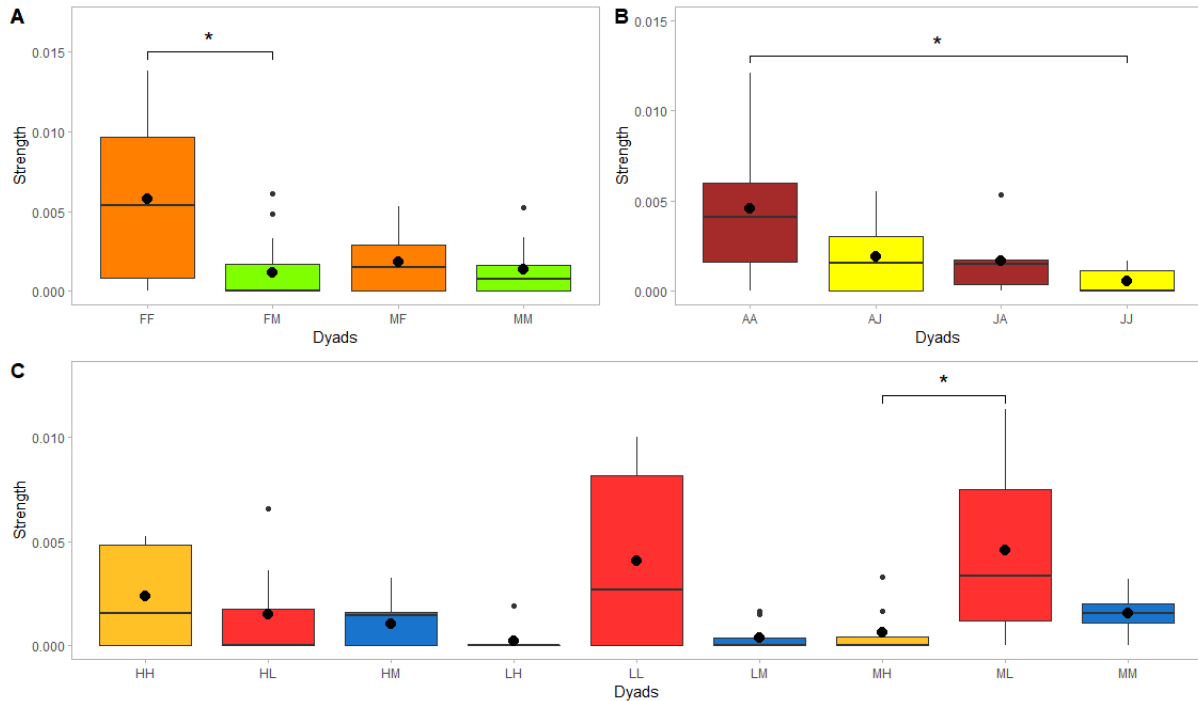 A
*
0.015
0.010
0.005
0.000
Strength
FF FM MF MM
Dyads
B
*
0.015
0.010
0.005
0.000
Strength
AA AJ JA JJ
Dyads
C
*
0.010
0.005
0.000
Strength
HH HL HM LH LL LM MH ML MM
Dyads